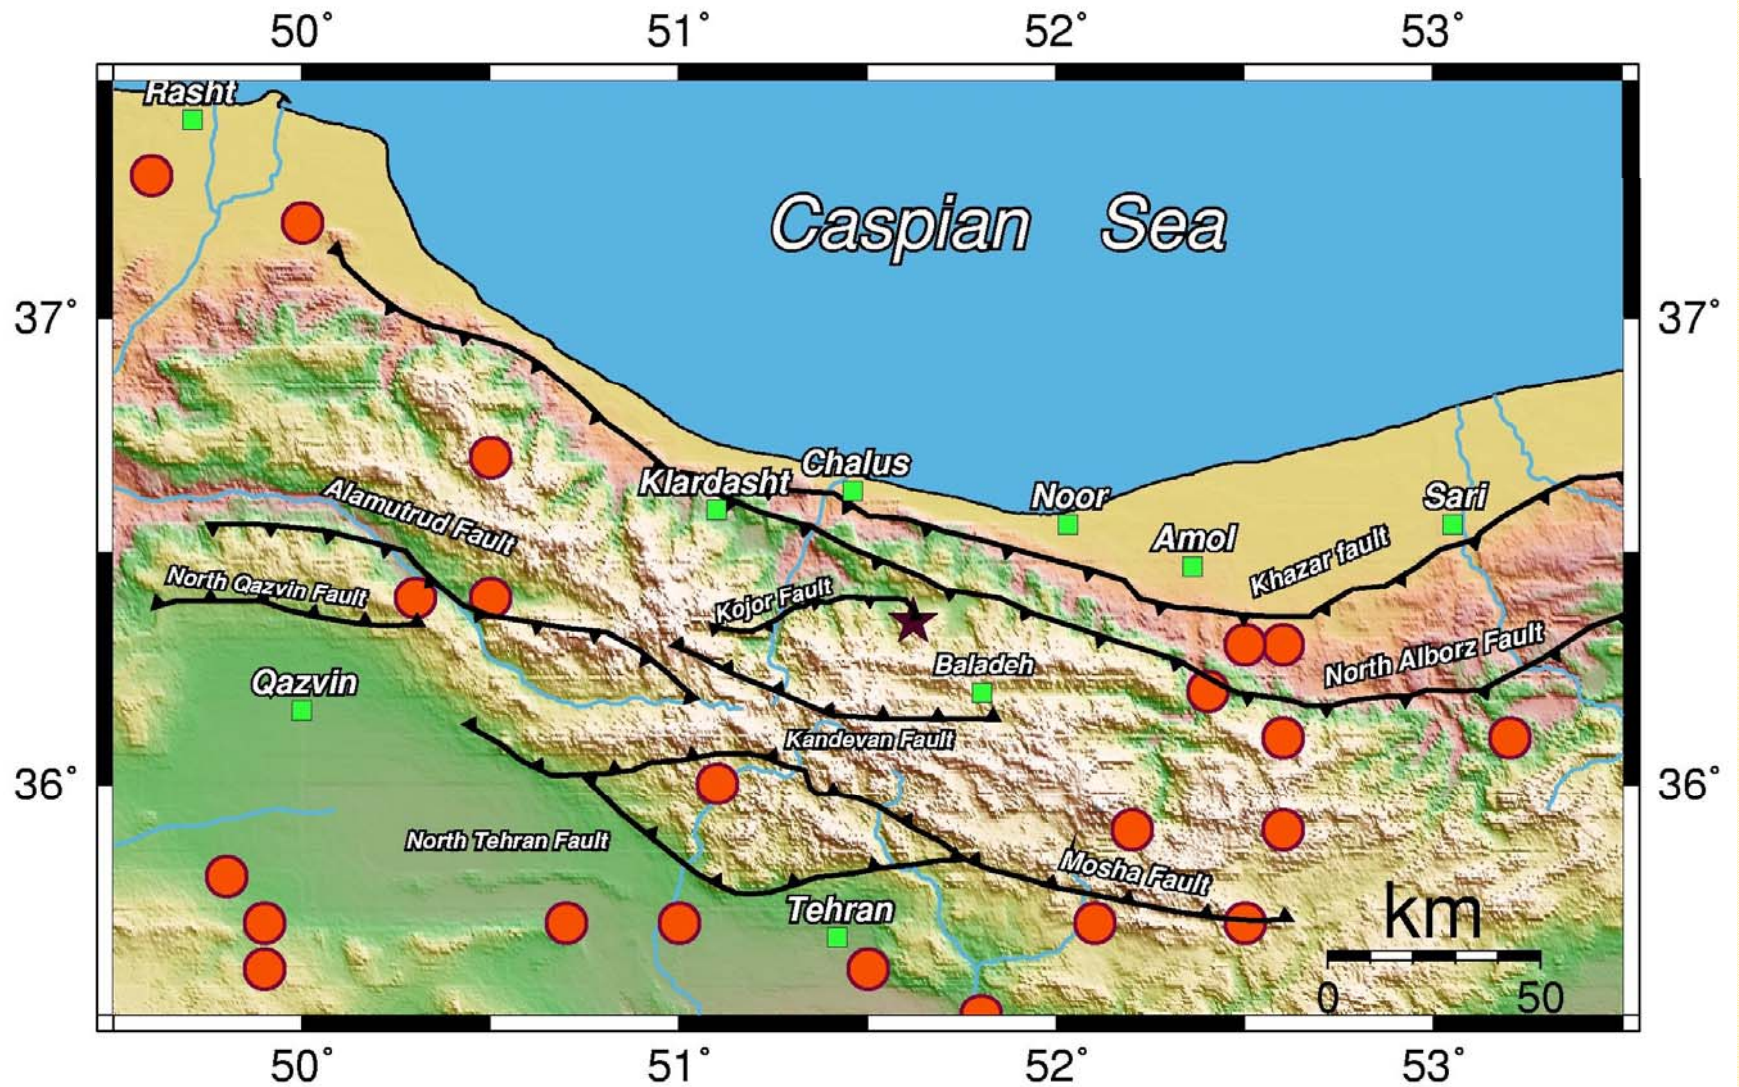 50° 51° 52° 53°
Rasht
Caspian Sea
37° 37°
Chalus
Klardasht
Noor
Sari
Alamutrud Fault
Amol
Khazar fault
North Qazvin Fault
Kojor Fault
North Alborz Fault
Baladeh
Qazvin
Kandevan Fault
36° 36°
North Tehran Fault
Mosha Fault
Tehran
km
0 50
50° 51° 52° 53°